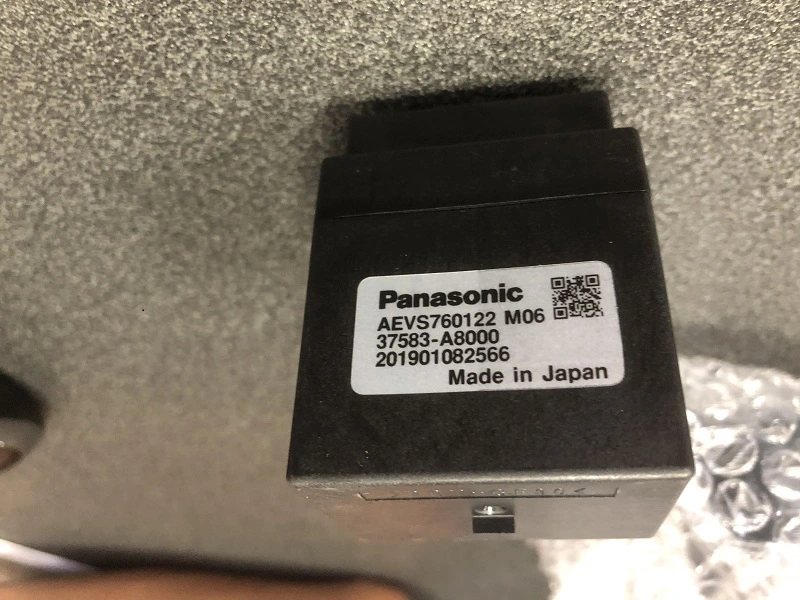 Panasonic
AEVS760122 M06
37583-A8000
201901082566
Made in Japan